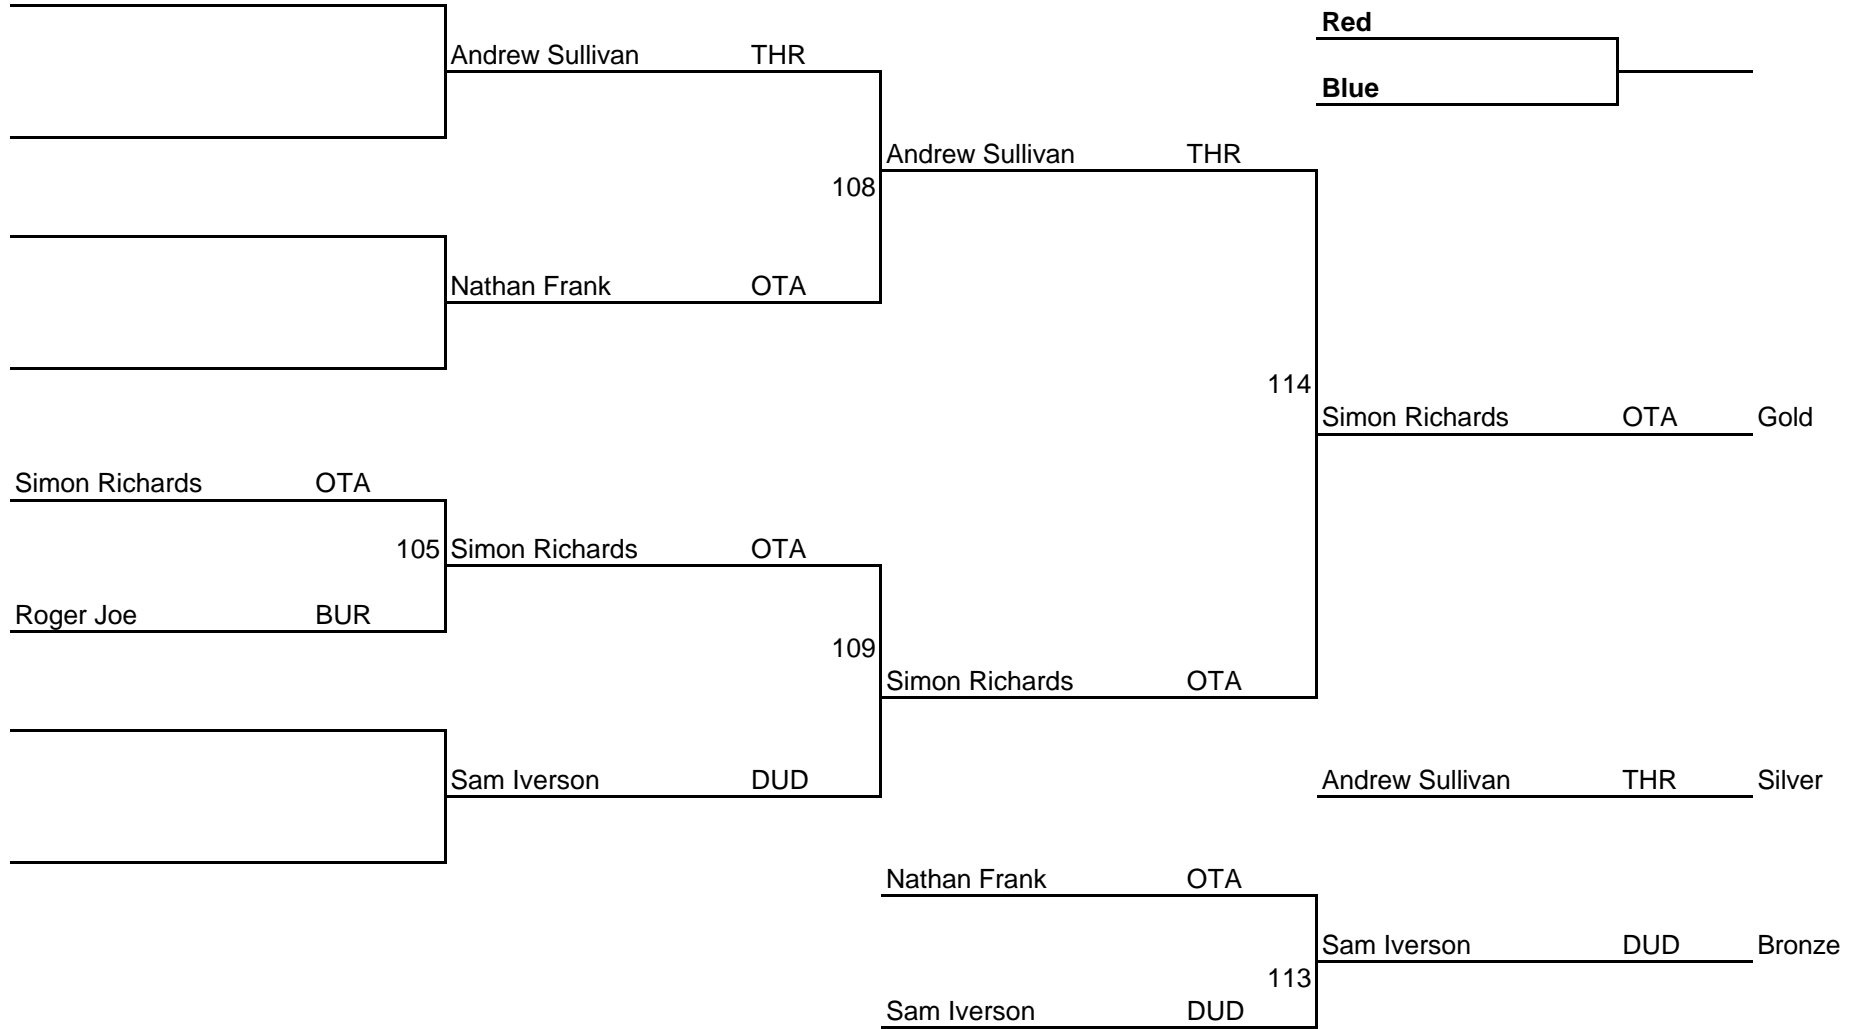 Red
Andrew Sullivan THR
Blue
Andrew Sullivan THR
108
Nathan Frank OTA
114
Simon Richards OTA Gold
Simon Richards OTA
105 Simon Richards OTA
Roger Joe BUR
109
Simon Richards OTA
Sam Iverson DUD
Andrew Sullivan THR Silver
Nathan Frank OTA
Sam Iverson DUD Bronze
113
Sam Iverson DUD